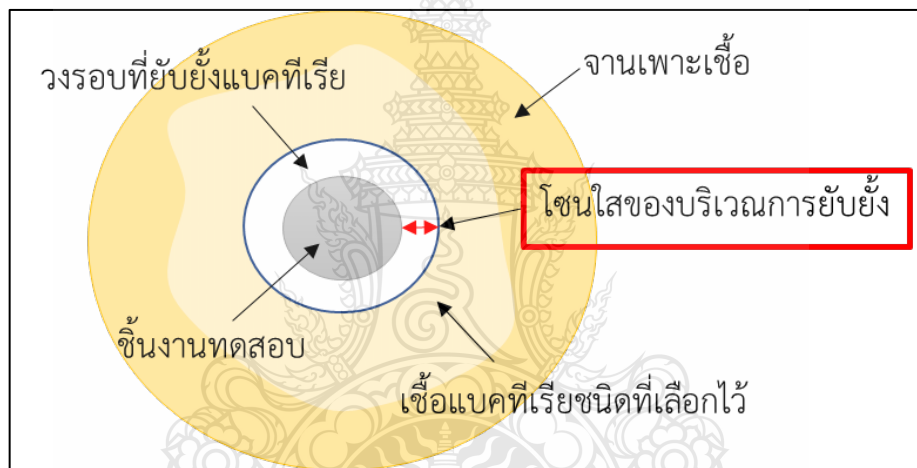 จานเพาะเชื้อ
วงรอบที่ยับยั้งแบคทีเรีย
โซนใสของบริเวณการยับยั้ง
ชิ้นงานทดสอบ
เชื้อแบคทีเรียชนิดที่เลือกไว้